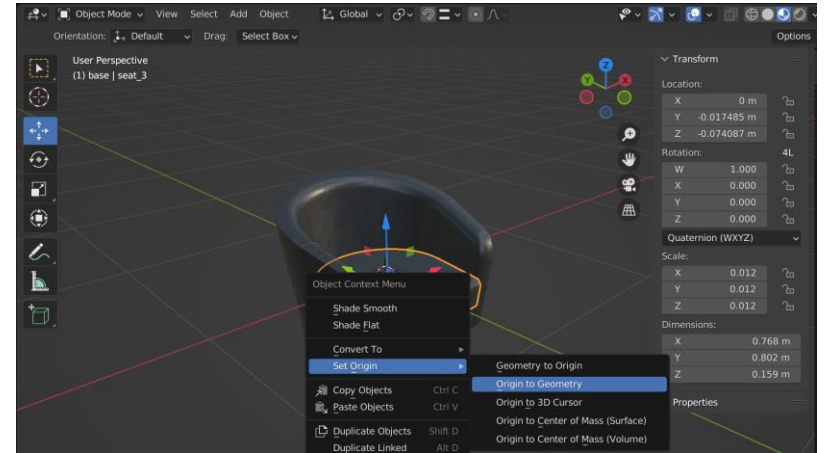 Object Mode View Select Add Object Global
Orientation: Default Drag: Select Box Options
User Perspective
(1) base | seat_3
Z
Y
X
Transform
Location:
X 0 m
Y -0.017485 m
Z -0.074087 m
Rotation: 4L
W 1.000
X 0.000
Y 0.000
Z 0.000
Quaternion (WXYZ)
Scale:
X 0.012
Y 0.012
Z 0.012
Dimensions:
X 0.768 m
Y 0.802 m
Z 0.159 m
Properties
Object Context Menu
Shade Smooth
Shade Flat
Convert To
Set Origin
Copy Objects Ctrl C
Paste Objects Ctrl V
Duplicate Objects Shift D
Duplicate Linked Alt D
Geometry to Origin
Origin to Geometry
Origin to 3D Cursor
Origin to Center of Mass (Surface)
Origin to Center of Mass (Volume)